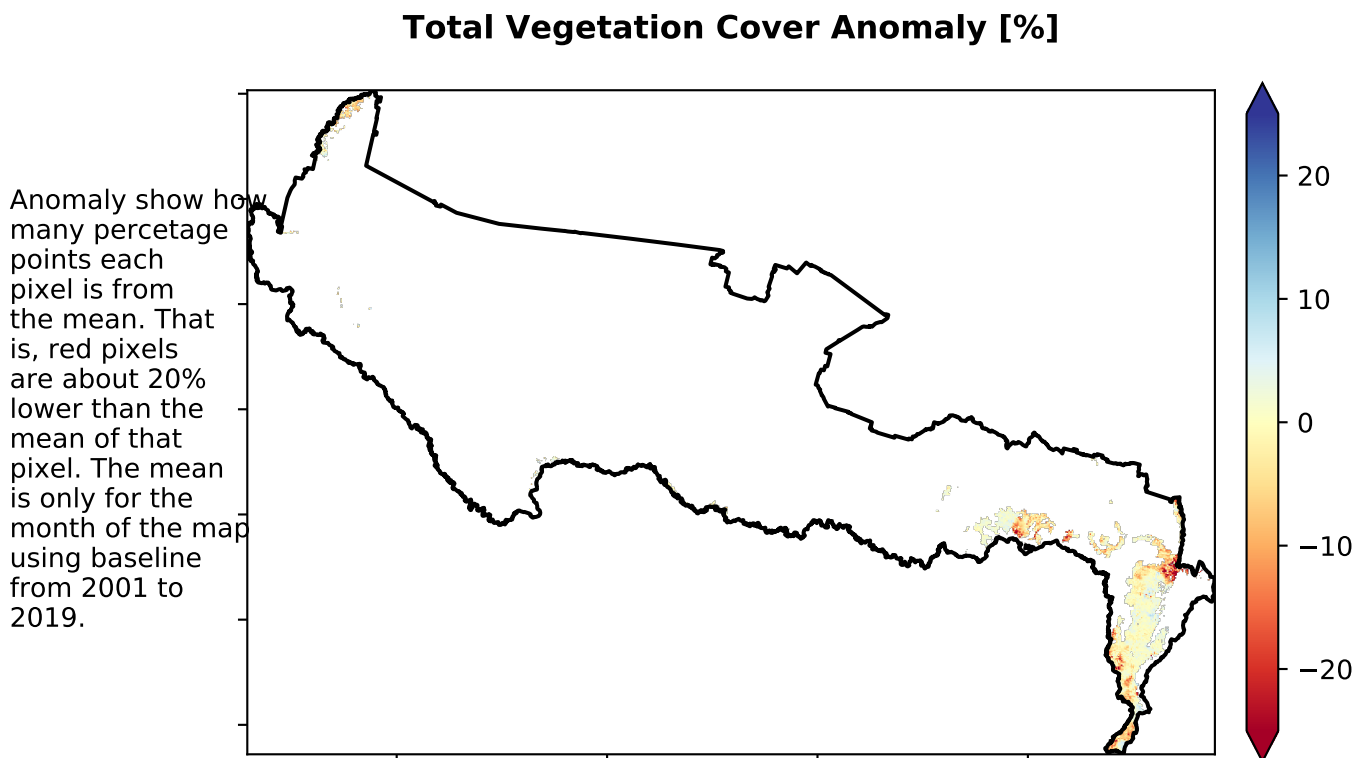 Total Vegetation Cover Anomaly [%]
Anomaly show how
many percetage
points each
pixel is from
the mean. That
is, red pixels
are about 20%
lower than the
mean of that
pixel. The mean
is only for the
month of the map
using baseline
from 2001 to
2019.
20
10
0
−10
−20